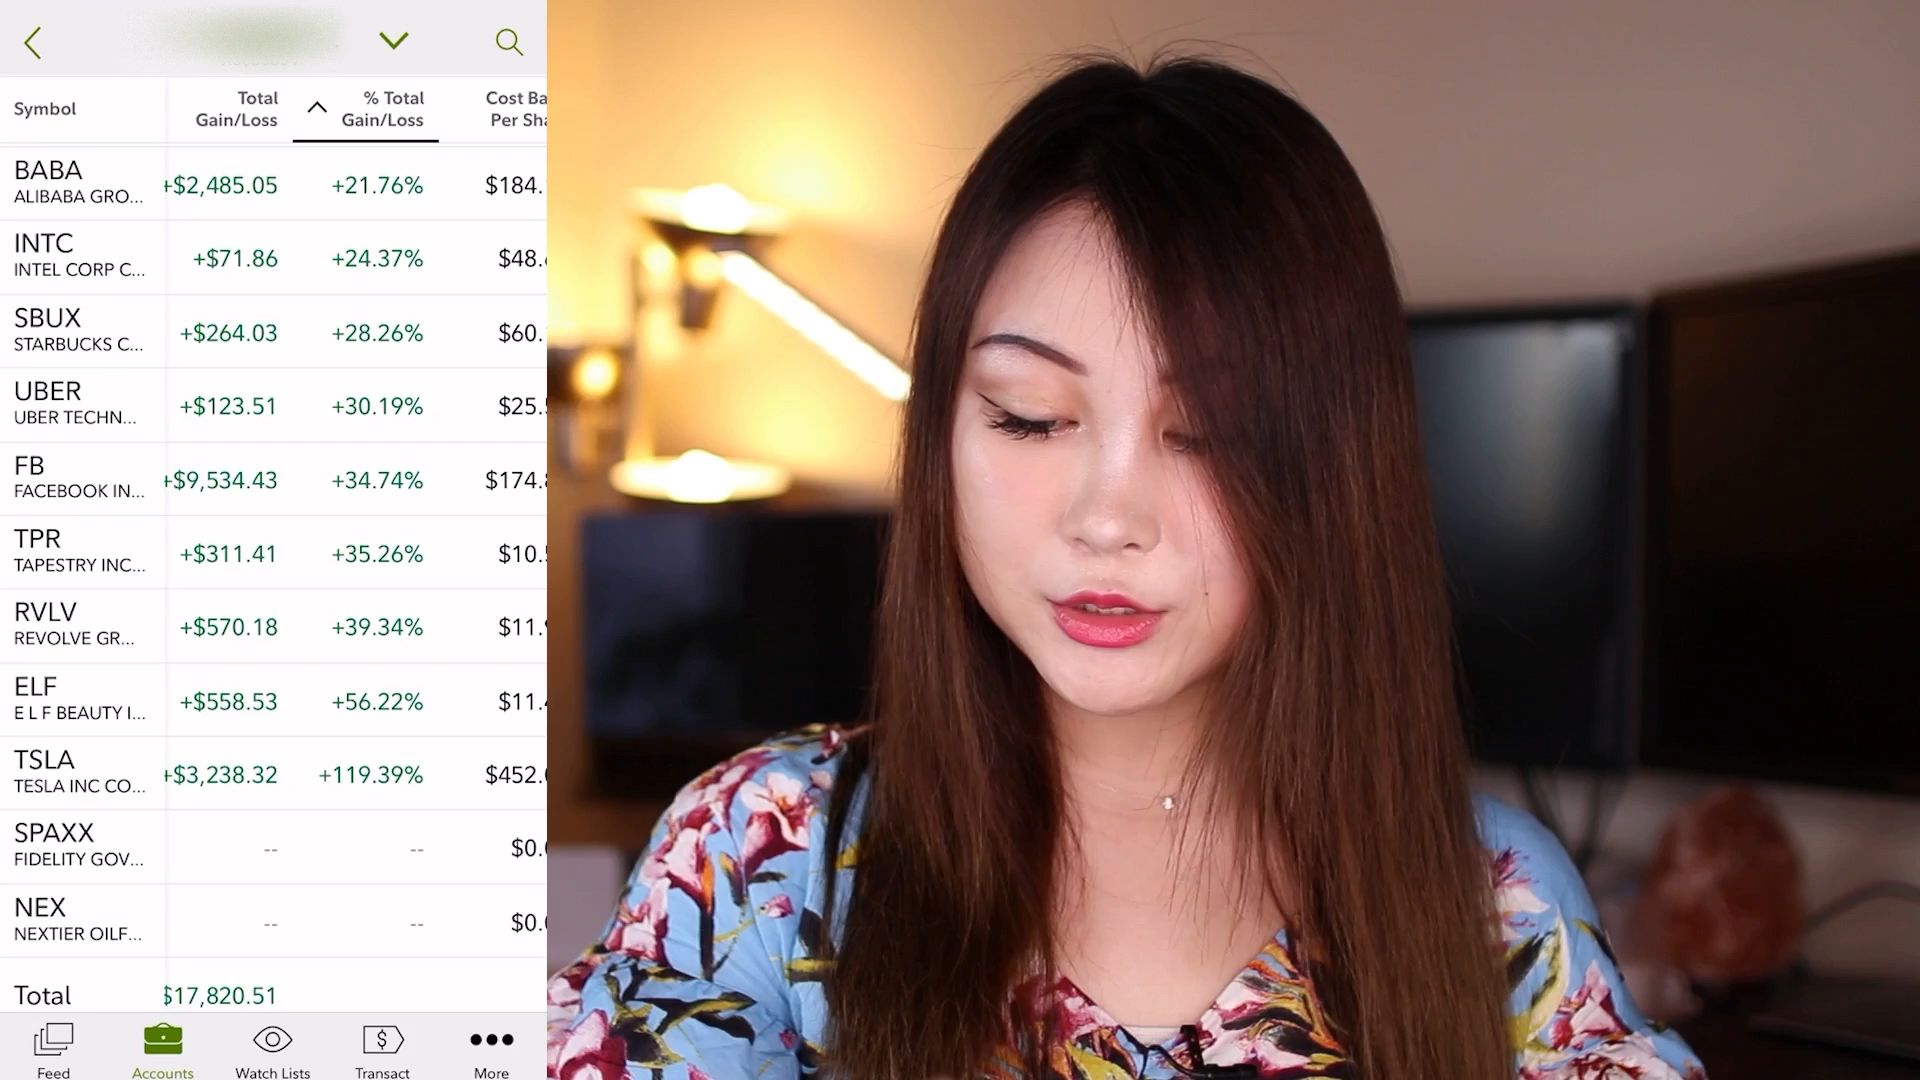 Symbol Total Gain/Loss % Total Gain/Loss Cost Ba Per Sha
BABA +$2,485.05 +21.76% $184.
ALIBABA GRO...
INTC +$71.86 +24.37% $48.
INTEL CORP C...
SBUX +$264.03 +28.26% $60.
STARBUCKS C...
UBER +$123.51 +30.19% $25.
UBER TECHN...
FB +$9,534.43 +34.74% $174.
FACEBOOK IN...
TPR +$311.41 +35.26% $10.
TAPESTRY INC...
RVLV +$570.18 +39.34% $11.
REVOLVE GR...
ELF +$558.53 +56.22% $11.
E L F BEAUTY I...
TSLA +$3,238.32 +119.39% $452.
TESLA INC CO...
SPAXX -- -- $0.
FIDELITY GOV...
NEX -- -- $0.
NEXTIER OILF...
Total $17,820.51
Feed Accounts Watch Lists Transact More